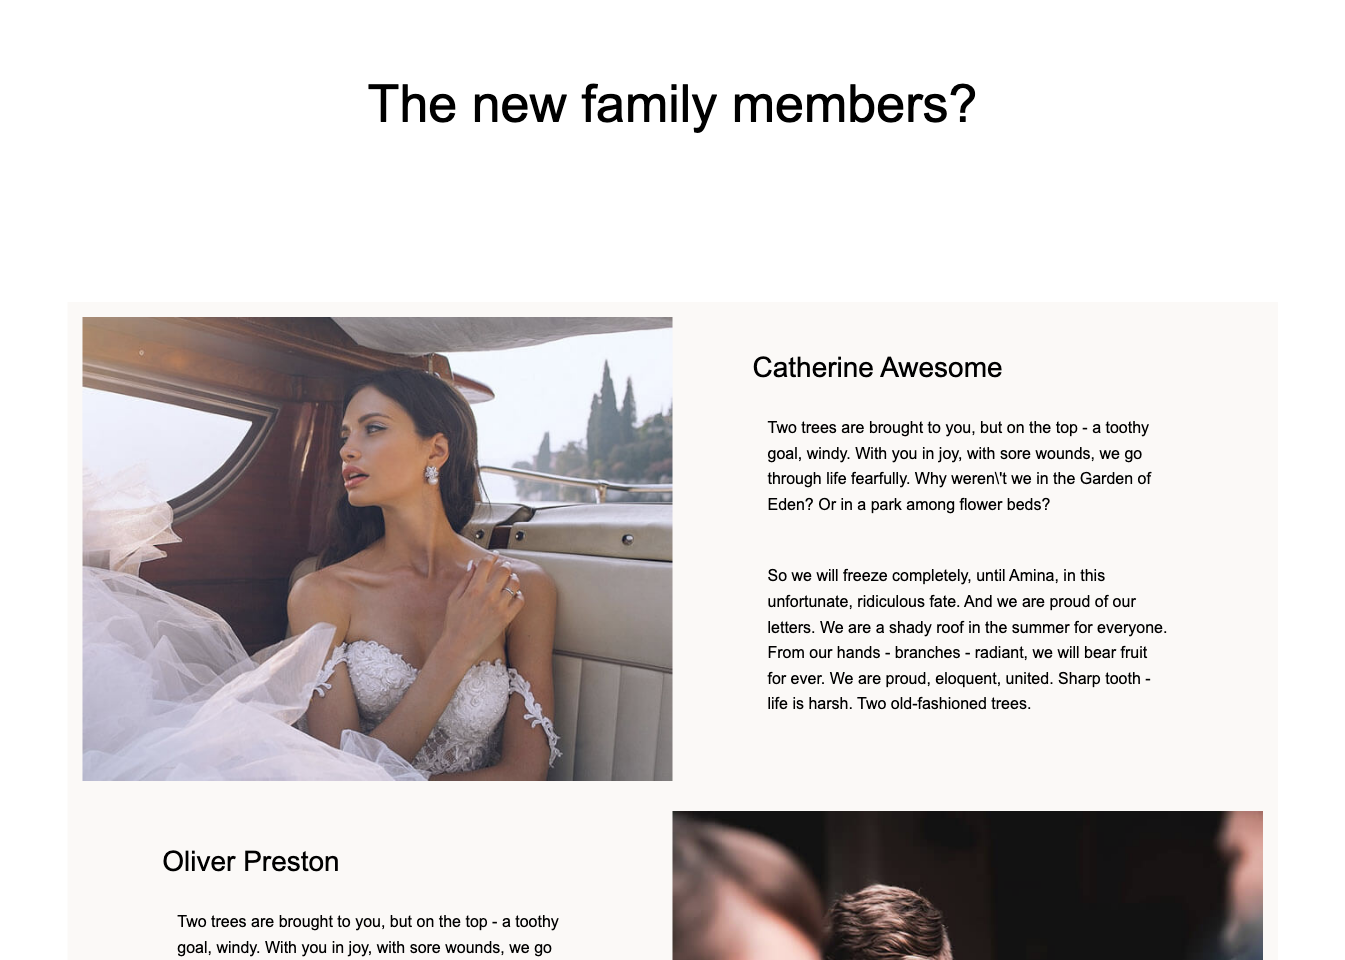 The new family members?
Catherine Awesome
Two trees are brought to you, but on the top - a toothy
goal, windy. With you in joy, with sore wounds, we go
through life fearfully. Why weren\'t we in the Garden of
Eden? Or in a park among flower beds?
So we will freeze completely, until Amina, in this
unfortunate, ridiculous fate. And we are proud of our
letters. We are a shady roof in the summer for everyone.
From our hands - branches - radiant, we will bear fruit
for ever. We are proud, eloquent, united. Sharp tooth -
life is harsh. Two old-fashioned trees.
Oliver Preston
Two trees are brought to you, but on the top - a toothy
goal, windy. With you in joy, with sore wounds, we go